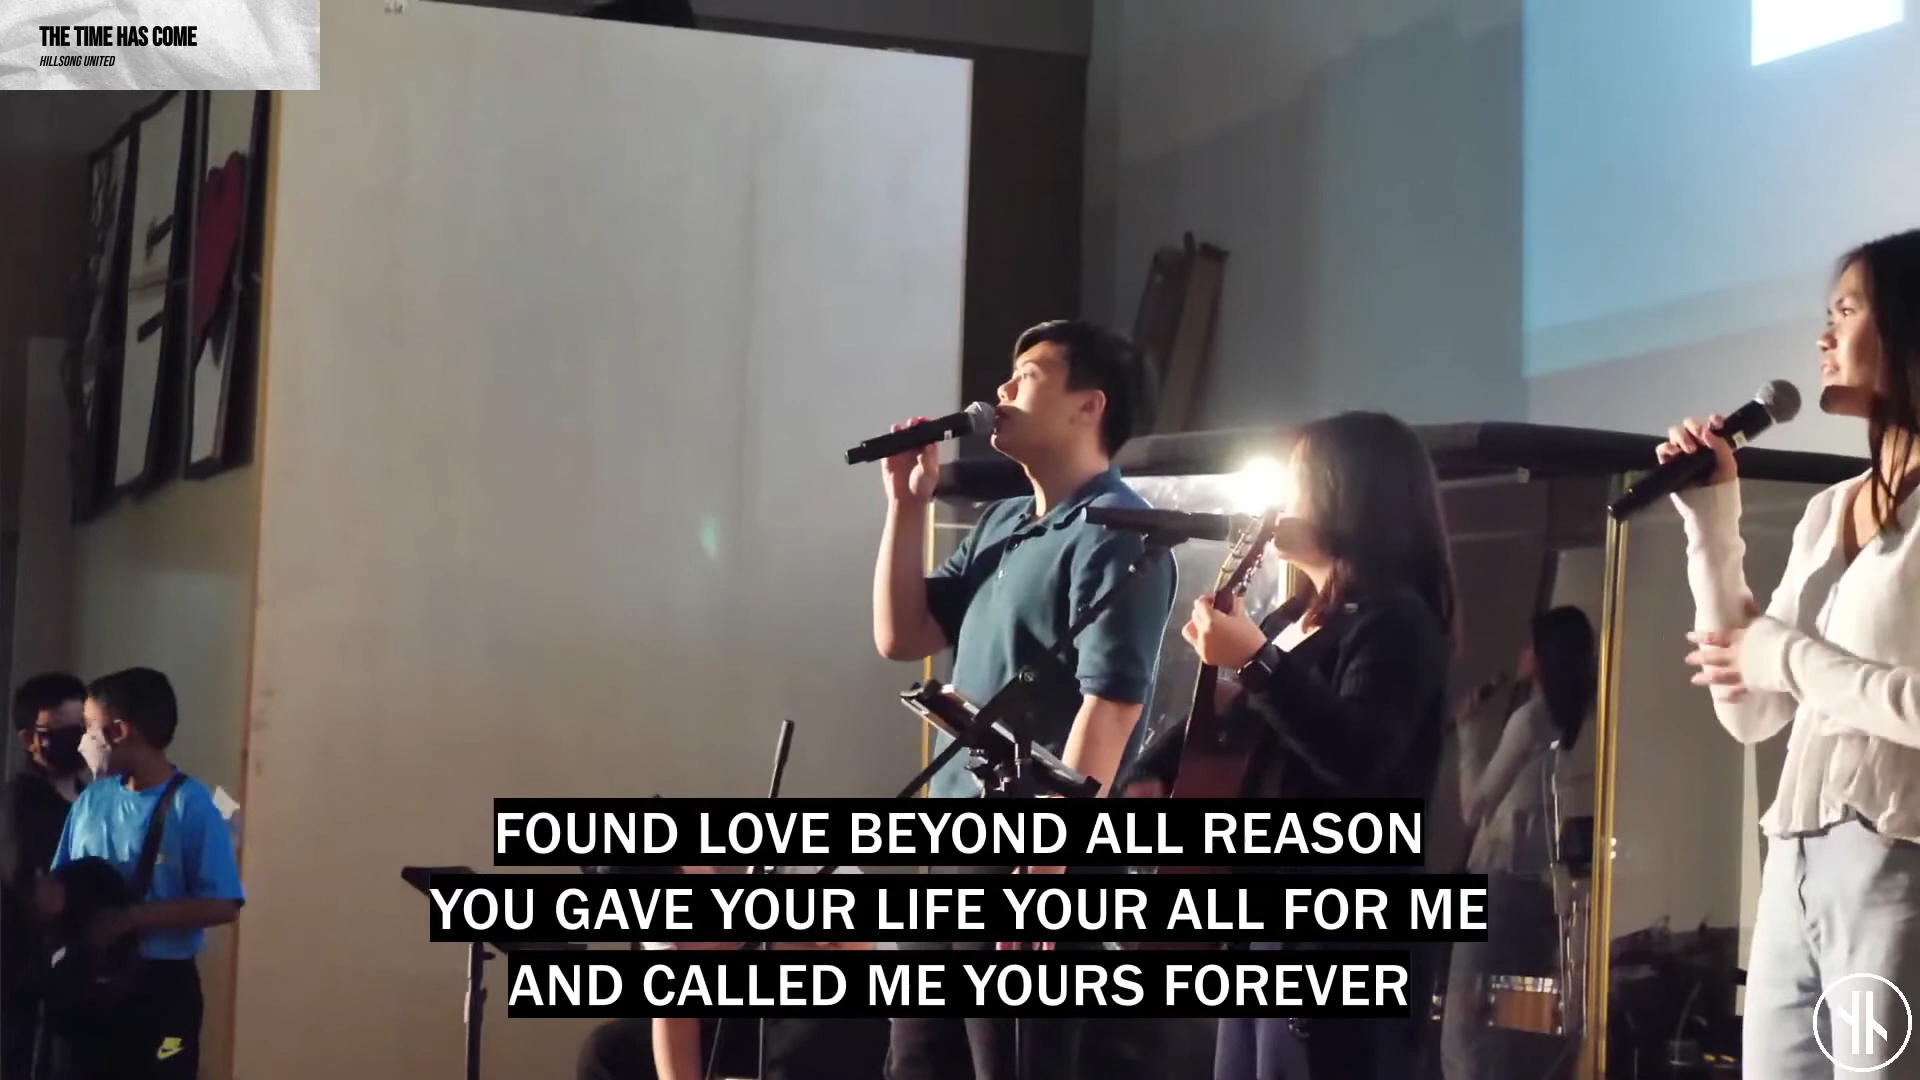 THE TIME HAS COME
HILLSONG UNITED
FOUND LOVE BEYOND ALL REASON
YOU GAVE YOUR LIFE YOUR ALL FOR ME
AND CALLED ME YOURS FOREVER